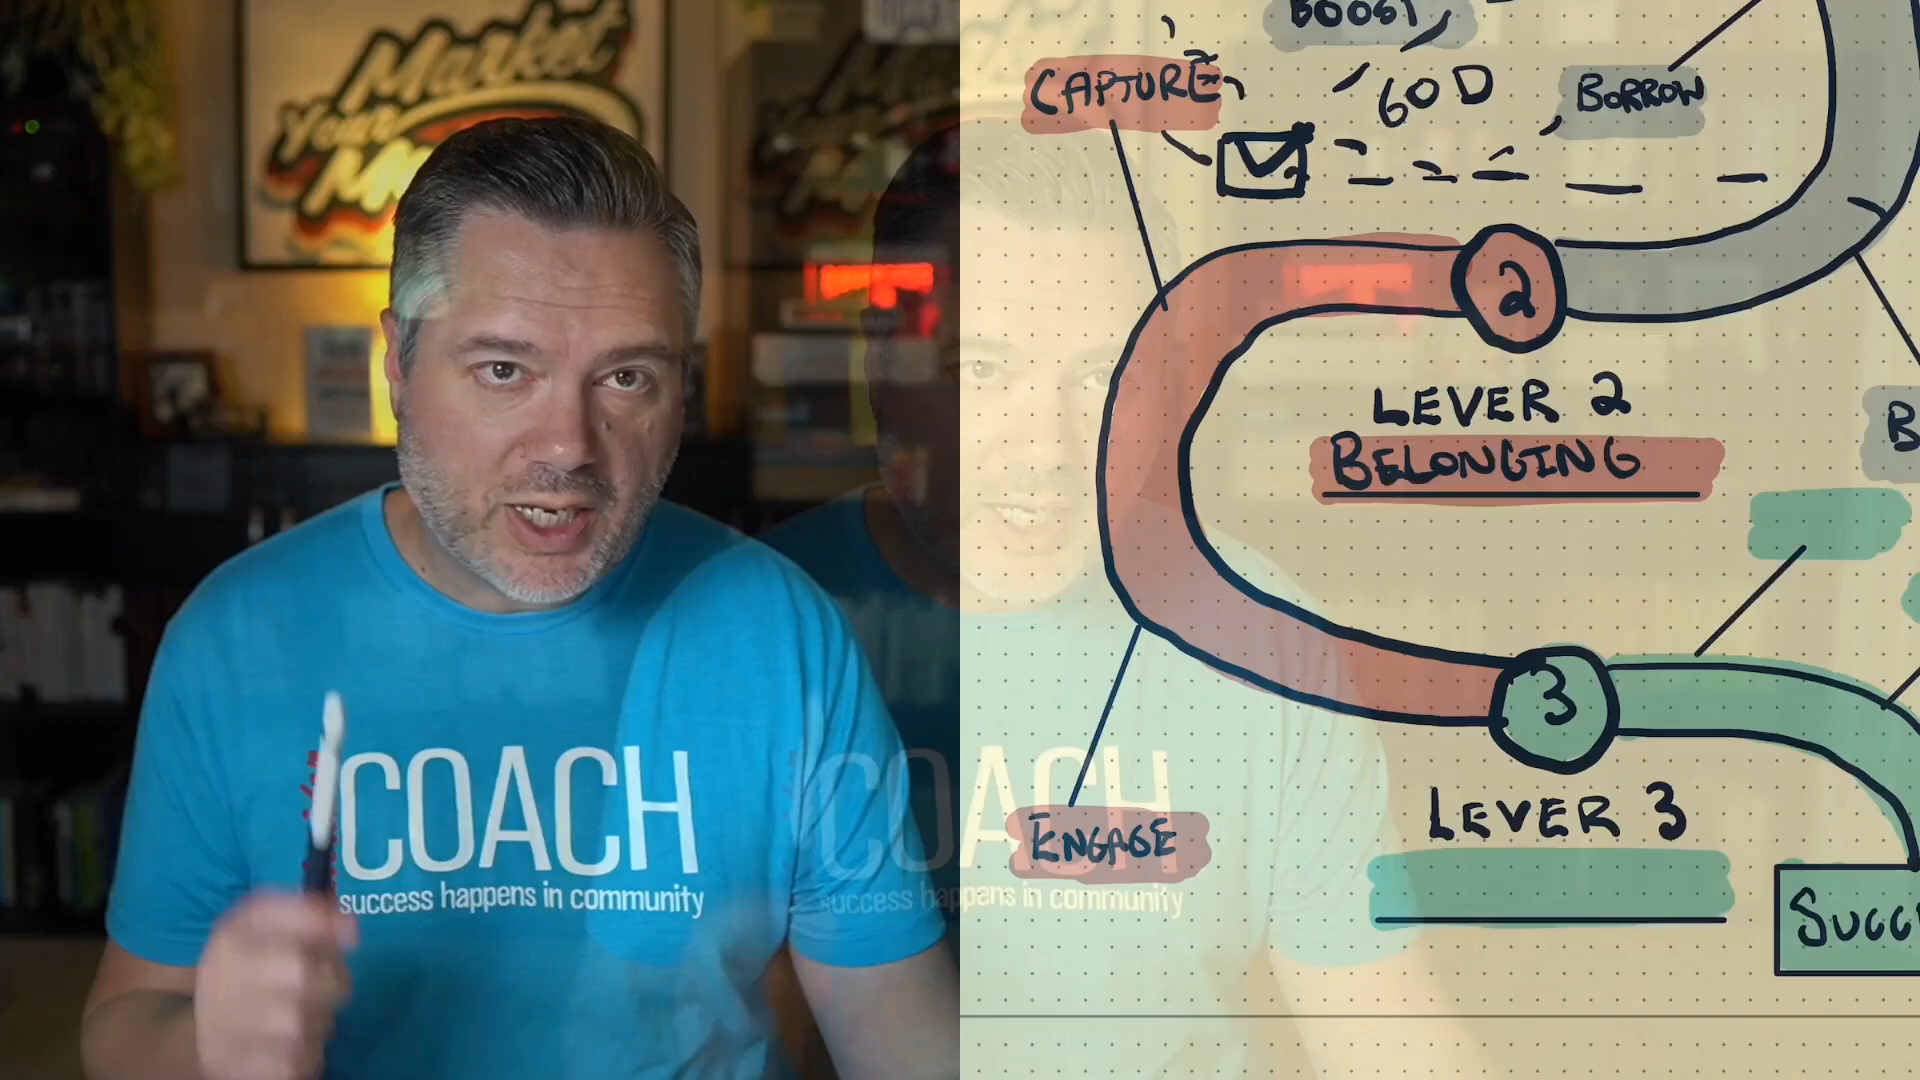 Market
Your
COACH
success happens in community
BOOST
CAPTURE
60D
BORROW
2
LEVER 2
BELONGING
3
LEVER 3
ENGAGE